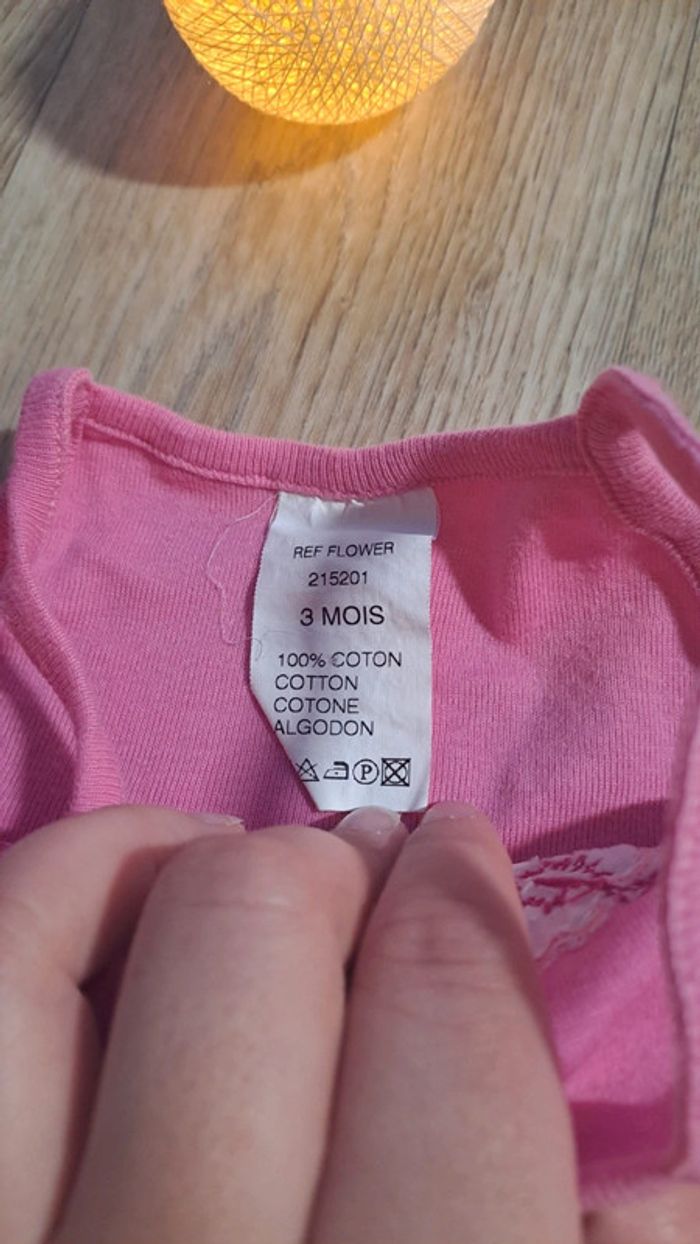 REF FLOWER
215201
3 MOIS
100% COTON
COTTON
COTONE
ALGODON
P